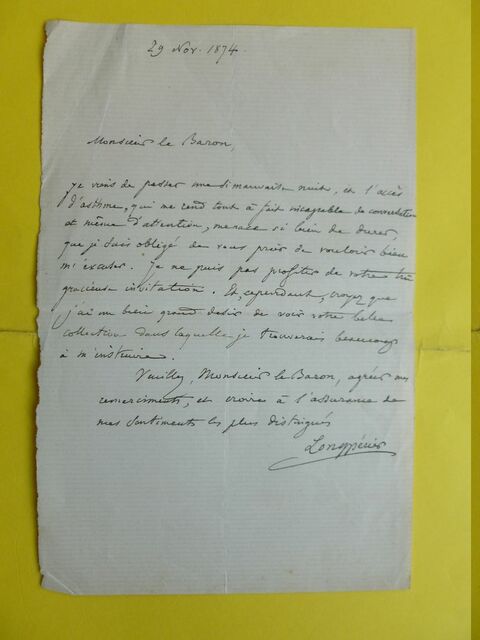 29 Nov. 1874.
Monsieur le Baron,
je viens de passer une si mauvaise nuit, et l'accès
d'asthme, qui me rend tout à fait incapable de conversation
et même d'attention, menace si bien de durer,
que je suis obligé de vous prier de vouloir bien
m'excuser. Je ne puis pas profiter de votre très
gracieuse invitation. Et cependant, croyez que
j'ai un bien grand désir de voir votre belle
collection dans laquelle je trouverais beaucoup
à m'instruire.
Veuillez, Monsieur le Baron, agréer mes
remerciments, et croire à l'assurance de
mes sentiments les plus distingués
Longpérier